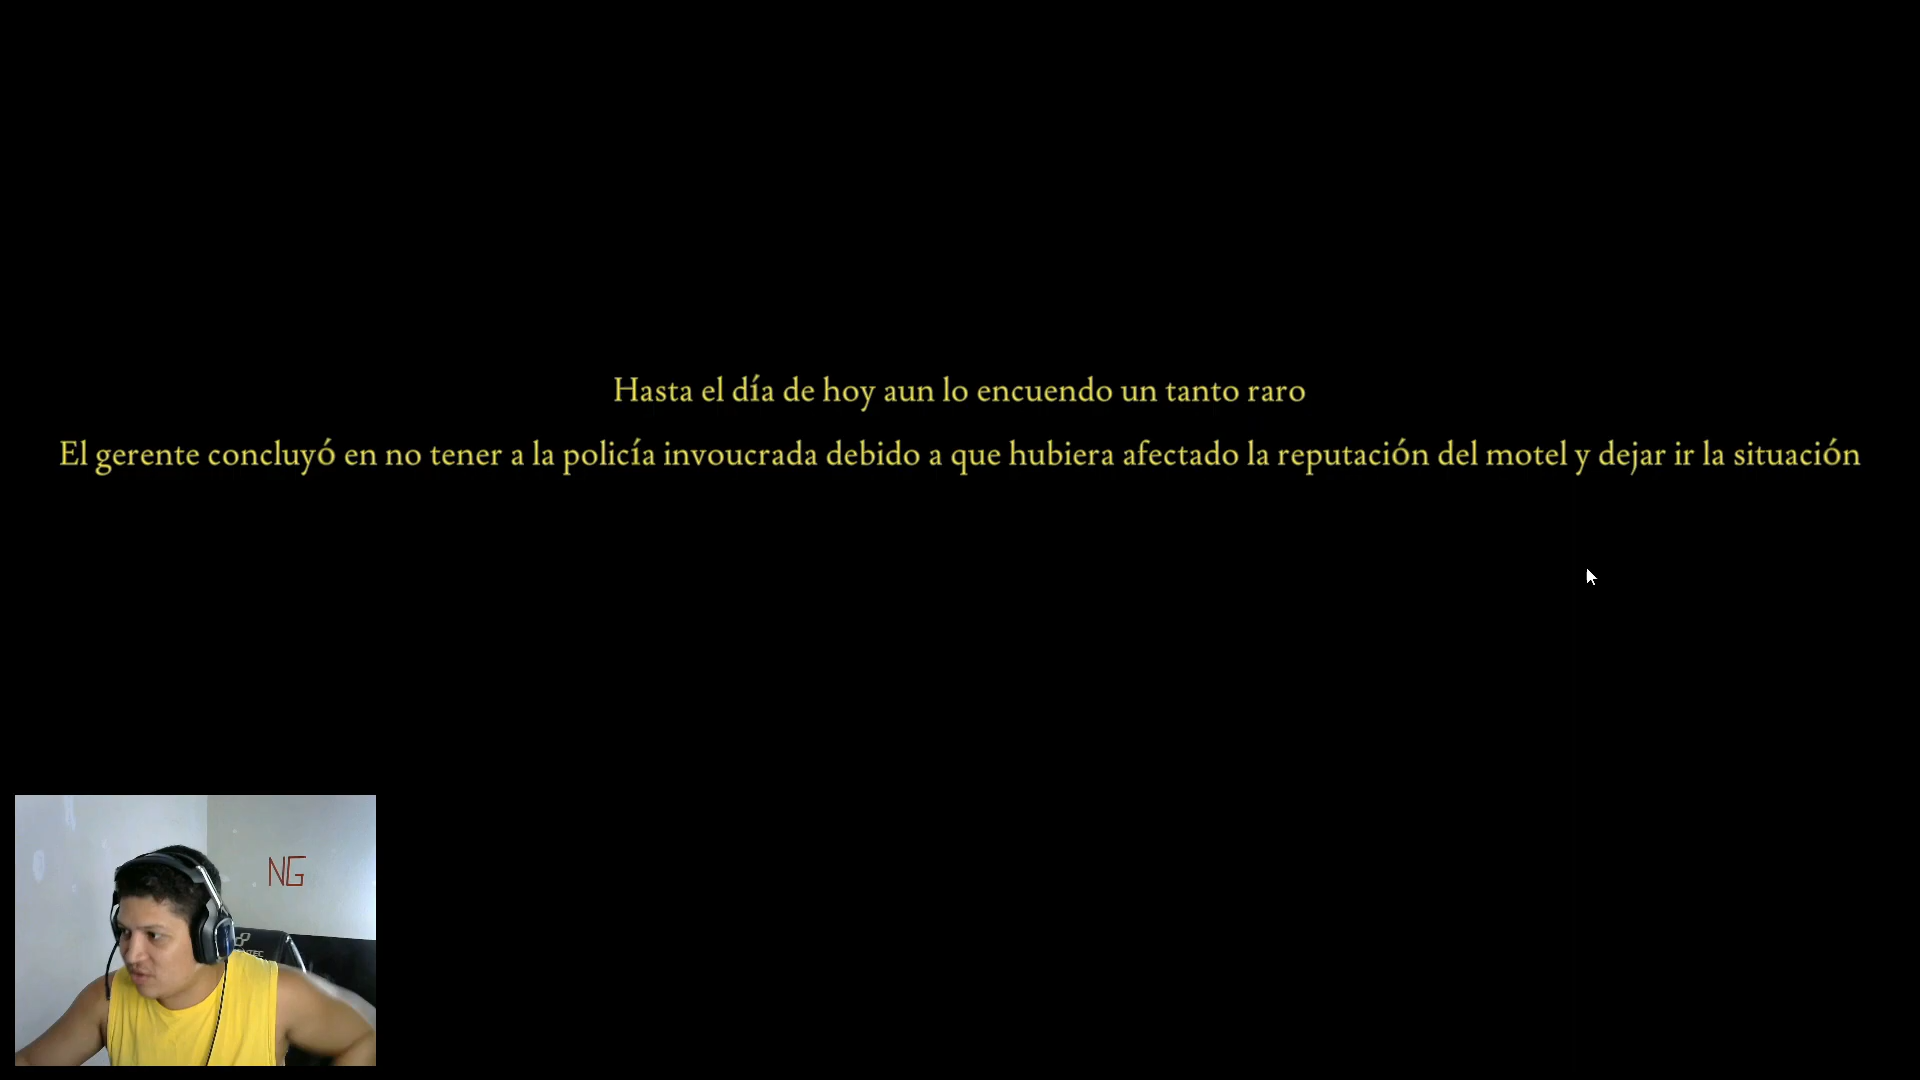 Hasta el día de hoy aun lo encuendo un tanto raro
El gerente concluyó en no tener a la policía invoucrada debido a que hubiera afectado la reputación del motel y dejar ir la situación
NG